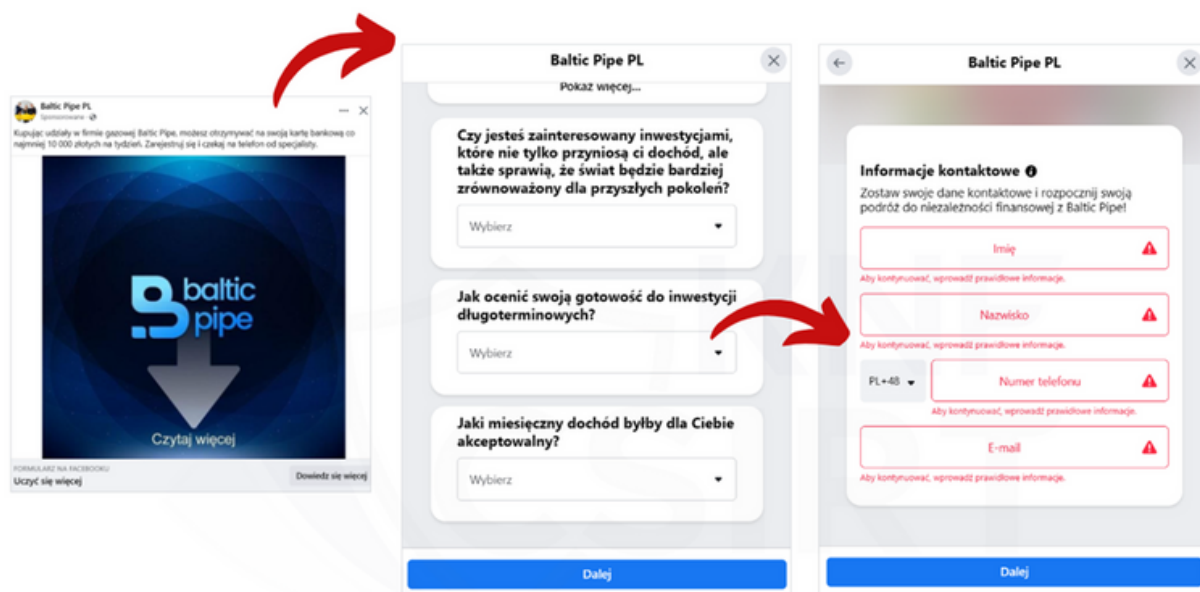 Baltic Pipe PL
Sponsorowane
Kupując udziały w firmie gazowej Baltic Pipe, możesz otrzymywać na swoją kartę bankową co
najmniej 10 000 złotych na tydzień. Zarejestruj się i czekaj na telefon od specjalisty.
baltic
pipe
Czytaj więcej
FORMULARZ NA FACEBOOKU
Uczyć się więcej
Dowiedz się więcej
Baltic Pipe PL
Pokaż więcej...
Czy jesteś zainteresowany inwestycjami,
które nie tylko przyniosą ci dochód, ale
także sprawią, że świat będzie bardziej
zrównoważony dla przyszłych pokoleń?
Wybierz
Jak ocenić swoją gotowość do inwestycji
długoterminowych?
Wybierz
Jaki miesięczny dochód byłby dla Ciebie
akceptowalny?
Wybierz
Dalej
Baltic Pipe PL
Informacje kontaktowe
Zostaw swoje dane kontaktowe i rozpocznij swoją
podróż do niezależności finansowej z Baltic Pipe!
Imię
Aby kontynuować, wprowadź prawidłowe informacje.
Nazwisko
Aby kontynuować, wprowadź prawidłowe informacje.
PL+48
Numer telefonu
Aby kontynuować, wprowadź prawidłowe informacje.
E-mail
Aby kontynuować, wprowadź prawidłowe informacje.
Dalej
KNF
CSIRT